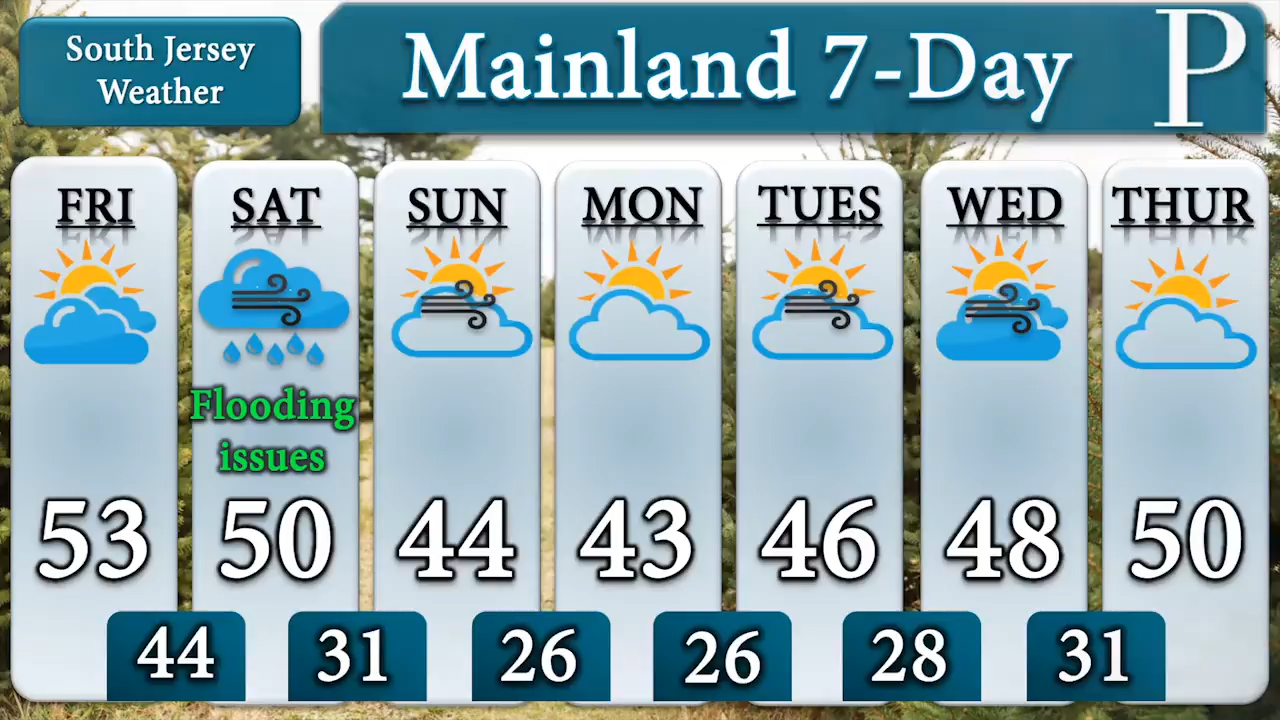 South Jersey
Weather
Mainland 7-Day
P
FRI
SAT
SUN
MON
TUES
WED
THUR
Flooding
issues
53
50
44
43
46
48
50
44
31
26
26
28
31